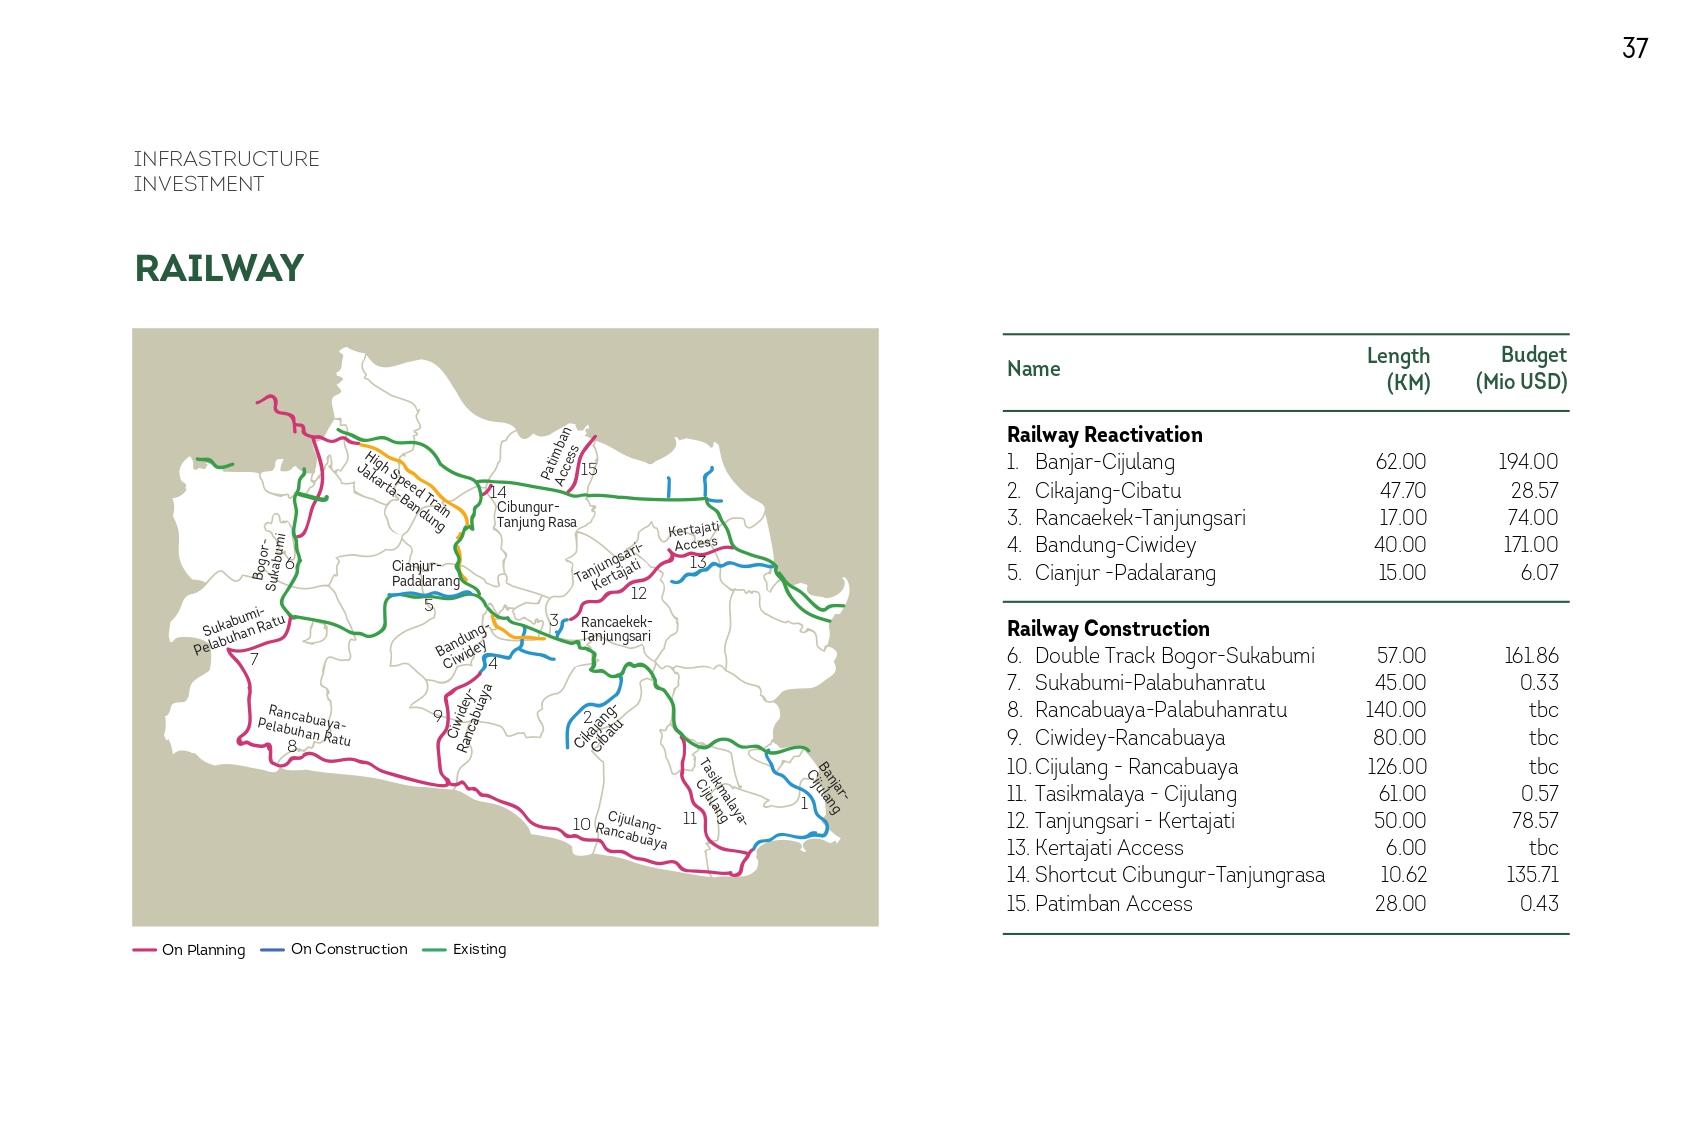 37
INFRASTRUCTURE
INVESTMENT
RAILWAY
High Speed Train
Jakarta-Bandung
Patimban
Access
15
14
Cibungur-
Tanjung Rasa
Kertajati
Access
13
Tanjungsari-
Kertajati
12
Bogor-
Sukabumi
6
Cianjur-
Padalarang
5
Sukabumi-
Pelabuhan Ratu
7
3
Rancaekek-
Tanjungsari
Bandung-
Ciwidey
4
Rancabuaya-
Pelabuhan Ratu
8
9
Ciwidey-
Rancabuaya
2
Cikajang-
Cibatu
Tasikmalaya-
Cijulang
11
Banjar-
Cijulang
1
10
Cijulang-
Rancabuaya
On Planning On Construction Existing
Name Length (KM) Budget (Mio USD)
Railway Reactivation
1. Banjar-Cijulang 62.00 194.00
2. Cikajang-Cibatu 47.70 28.57
3. Rancaekek-Tanjungsari 17.00 74.00
4. Bandung-Ciwidey 40.00 171.00
5. Cianjur -Padalarang 15.00 6.07
Railway Construction
6. Double Track Bogor-Sukabumi 57.00 161.86
7. Sukabumi-Palabuhanratu 45.00 0.33
8. Rancabuaya-Palabuhanratu 140.00 tbc
9. Ciwidey-Rancabuaya 80.00 tbc
10. Cijulang - Rancabuaya 126.00 tbc
11. Tasikmalaya - Cijulang 61.00 0.57
12. Tanjungsari - Kertajati 50.00 78.57
13. Kertajati Access 6.00 tbc
14. Shortcut Cibungur-Tanjungrasa 10.62 135.71
15. Patimban Access 28.00 0.43